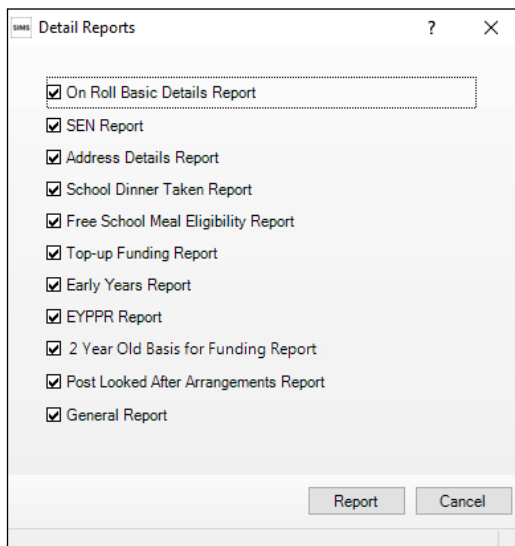 SIMS Detail Reports ? X
On Roll Basic Details Report
SEN Report
Address Details Report
School Dinner Taken Report
Free School Meal Eligibility Report
Top-up Funding Report
Early Years Report
EYPPR Report
2 Year Old Basis for Funding Report
Post Looked After Arrangements Report
General Report
Report Cancel